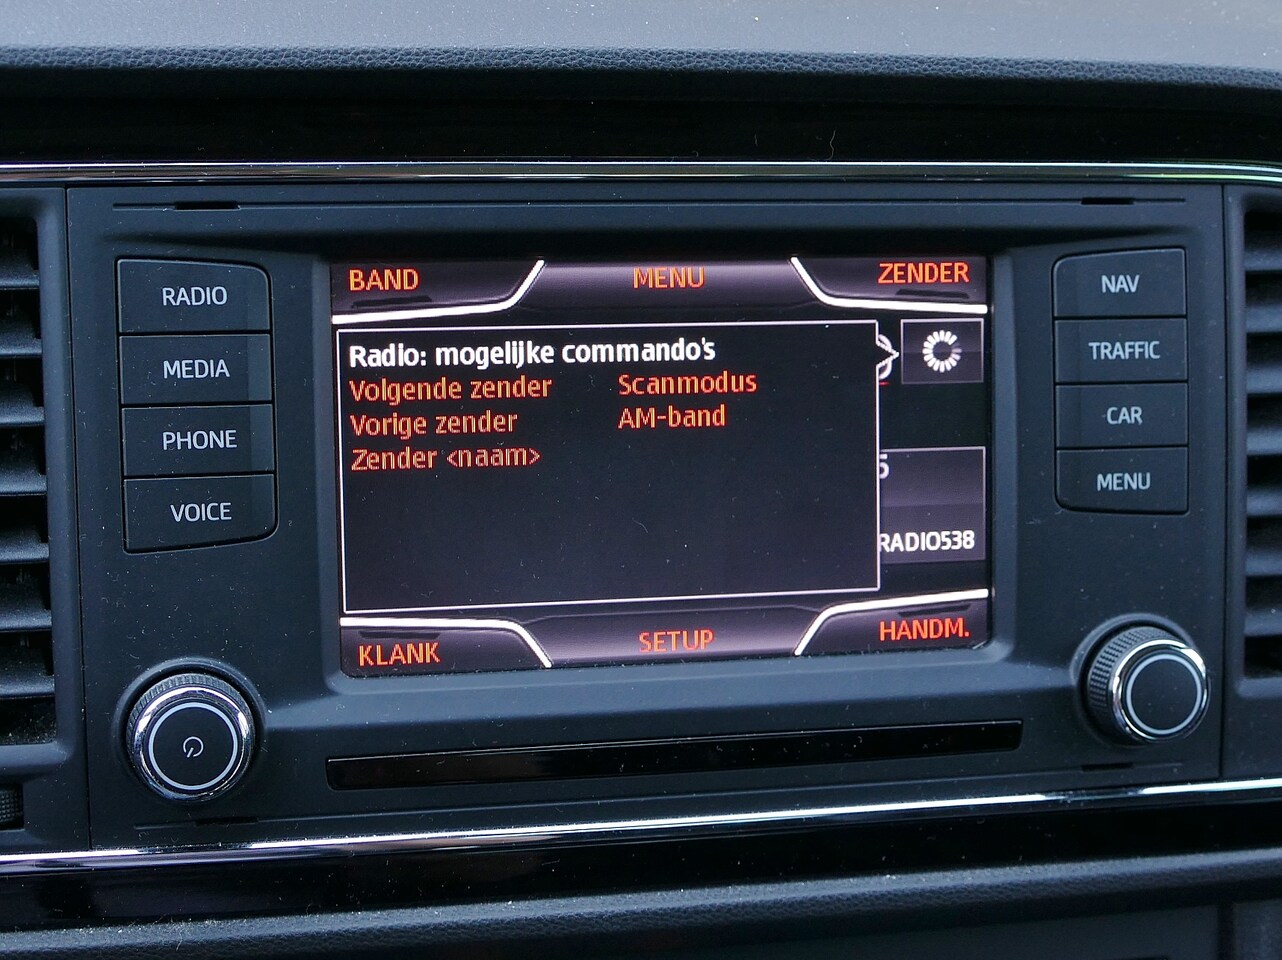 RADIO
MEDIA
PHONE
VOICE
BAND
MENU
ZENDER
Radio: mogelijke commando's
Volgende zender
Scanmodus
Vorige zender
AM-band
Zender <naam>
5
RADIO538
KLANK
SETUP
HANDM.
NAV
TRAFFIC
CAR
MENU